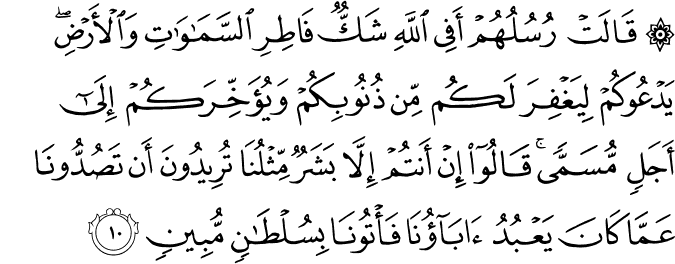 ۞ قَالَتْ رُسُلُهُمْ أَفِى ٱللَّهِ شَكٌّ فَاطِرِ ٱلسَّمَـٰوَٰتِ وَٱلْأَرْضِ ۖ
يَدْعُوكُمْ لِيَغْفِرَ لَكُم مِّن ذُنُوبِكُمْ وَيُؤَخِّرَكُمْ إِلَىٰٓ
أَجَلٍ مُّسَمًّى ۚ قَالُوٓا۟ إِنْ أَنتُمْ إِلَّا بَشَرٌ مِّثْلُنَا تُرِيدُونَ أَن تَصُدُّونَا
عَمَّا كَانَ يَعْبُدُ ءَابَآؤُنَا فَأْتُونَا بِسُلْطَـٰنٍ مُّبِينٍ ١٠